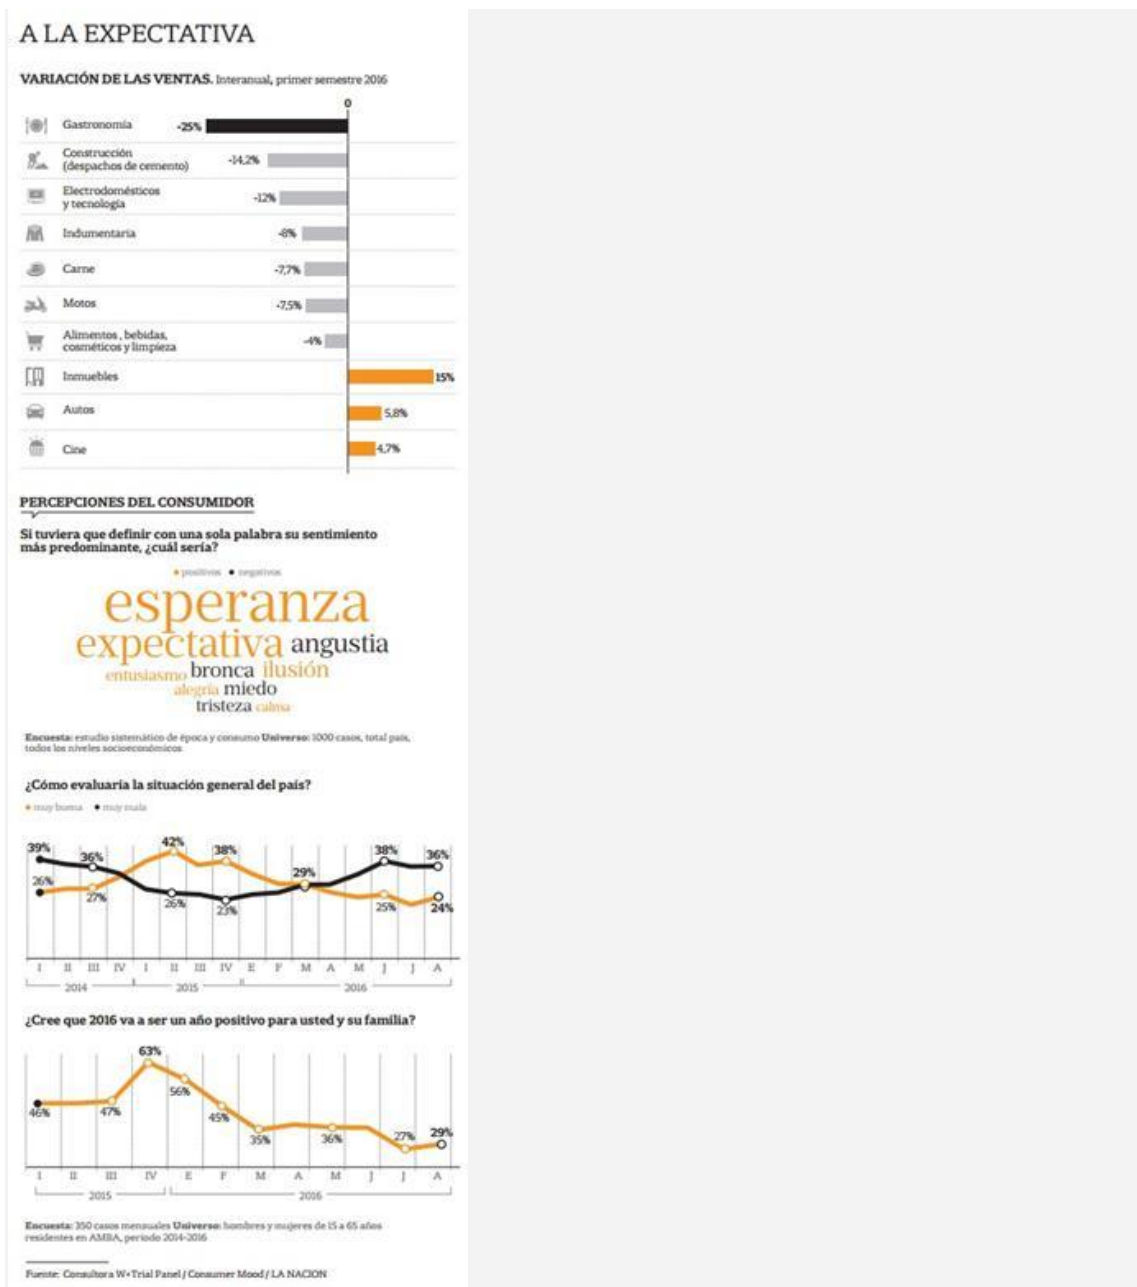 A LA EXPECTATIVA
VARIACIÓN DE LAS VENTAS. Interanual, primer semestre 2016
0
Gastronomía -25%
Construcción
(despachos de cemento) -14,2%
Electrodomésticos
y tecnología -12%
Indumentaria -8%
Carne -7,7%
Motos -7,5%
Alimentos, bebidas,
cosméticos y limpieza -4%
Inmuebles 15%
Autos 5,8%
Cine 4,7%
PERCEPCIONES DEL CONSUMIDOR
Si tuviera que definir con una sola palabra su sentimiento
más predominante, ¿cuál sería?
positivos negativos
esperanza
expectativa angustia
entusiasmo bronca ilusión
alegría miedo
tristeza calma
Encuesta: estudio sistemático de época y consumo Universo: 1000 casos, total país,
todos los niveles socioeconómicos
¿Cómo evaluaría la situación general del país?
muy buena muy mala
39% 36% 42% 38% 29% 38% 36%
26% 27% 26% 23% 25% 24%
I II III IV I II III IV E F M A M J J A
2014 2015 2016
¿Cree que 2016 va a ser un año positivo para usted y su familia?
63%
46% 47% 56% 45% 35% 36% 27% 29%
I II III IV E F M A M J J A
2015 2016
Encuesta: 350 casos mensuales Universo: hombres y mujeres de 15 a 65 años
residentes en AMBA, período 2014-2016
Fuente: Consultora W+Trial Panel / Consumer Mood / LA NACION